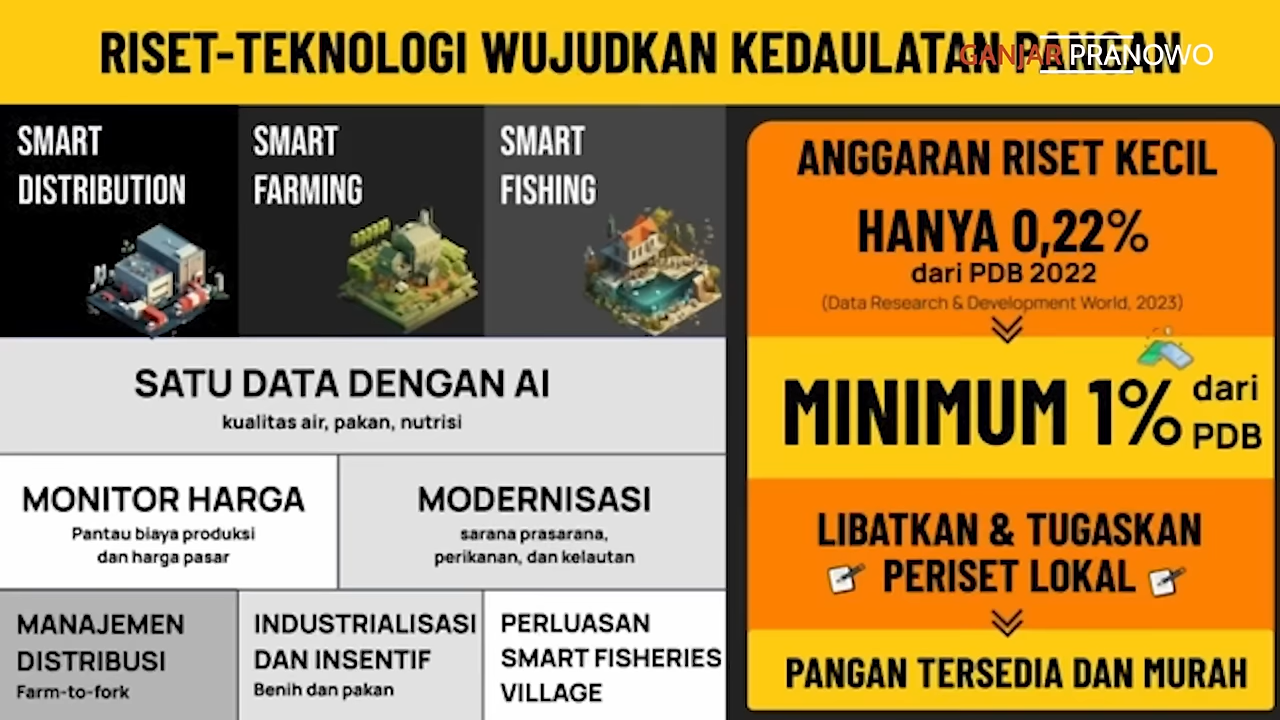 RISET-TEKNOLOGI WUJUDKAN KEDAULATAN PANGAN
GANJAR PRANOWO
SMART
DISTRIBUTION
SMART
FARMING
SMART
FISHING
SATU DATA DENGAN AI
kualitas air, pakan, nutrisi
MONITOR HARGA
Pantau biaya produksi
dan harga pasar
MODERNISASI
sarana prasarana,
perikanan, dan kelautan
MANAJEMEN
DISTRIBUSI
Farm-to-fork
INDUSTRIALISASI
DAN INSENTIF
Benih dan pakan
PERLUASAN
SMART FISHERIES
VILLAGE
ANGGARAN RISET KECIL
HANYA 0,22%
dari PDB 2022
(Data Research & Development World, 2023)
MINIMUM 1% dari
PDB
LIBATKAN & TUGASKAN
PERISET LOKAL
PANGAN TERSEDIA DAN MURAH